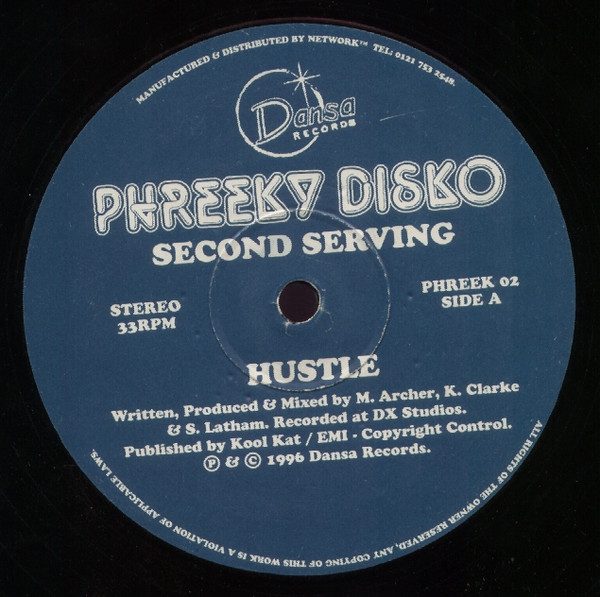 MANUFACTURED & DISTRIBUTED BY NETWORK™ TEL: 0121 753 2548.
Dansa
RECORDS
PHREEKY DISKO
SECOND SERVING
STEREO
33RPM
PHREEK 02
SIDE A
HUSTLE
Written, Produced & Mixed by M. Archer, K. Clarke
& S. Latham. Recorded at DX Studios.
Published by Kool Kat / EMI - Copyright Control.
Ⓟ & © 1996 Dansa Records.
ALL RIGHTS OF THE OWNER RESERVED, ANY COPYING OF THIS WORK IS A VIOLATION OF APPLICABLE LAWS.